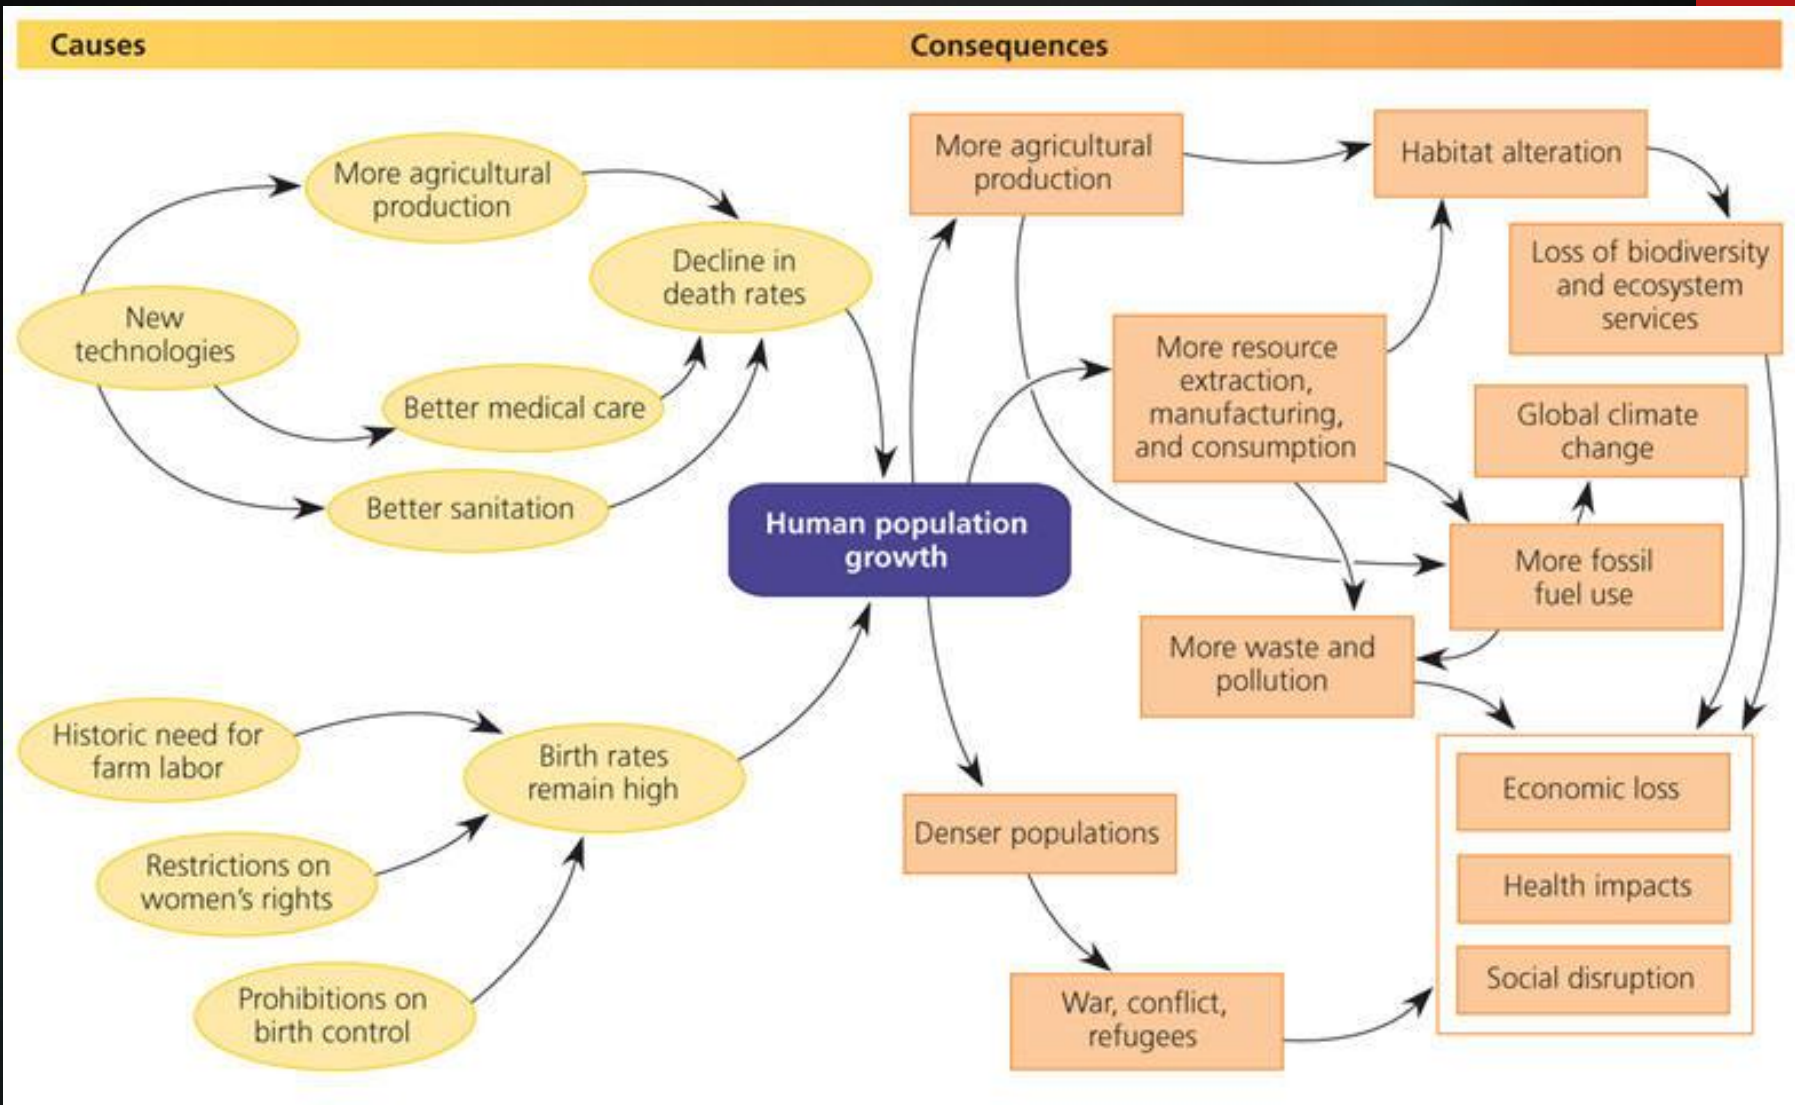 Causes
Consequences
More agricultural
production
Decline in
death rates
New
technologies
Better medical care
Better sanitation
Human population
growth
Historic need for
farm labor
Birth rates
remain high
Restrictions on
women's rights
Prohibitions on
birth control
More agricultural
production
Habitat alteration
Loss of biodiversity
and ecosystem
services
More resource
extraction,
manufacturing,
and consumption
Global climate
change
More fossil
fuel use
More waste and
pollution
Denser populations
War, conflict,
refugees
Economic loss
Health impacts
Social disruption